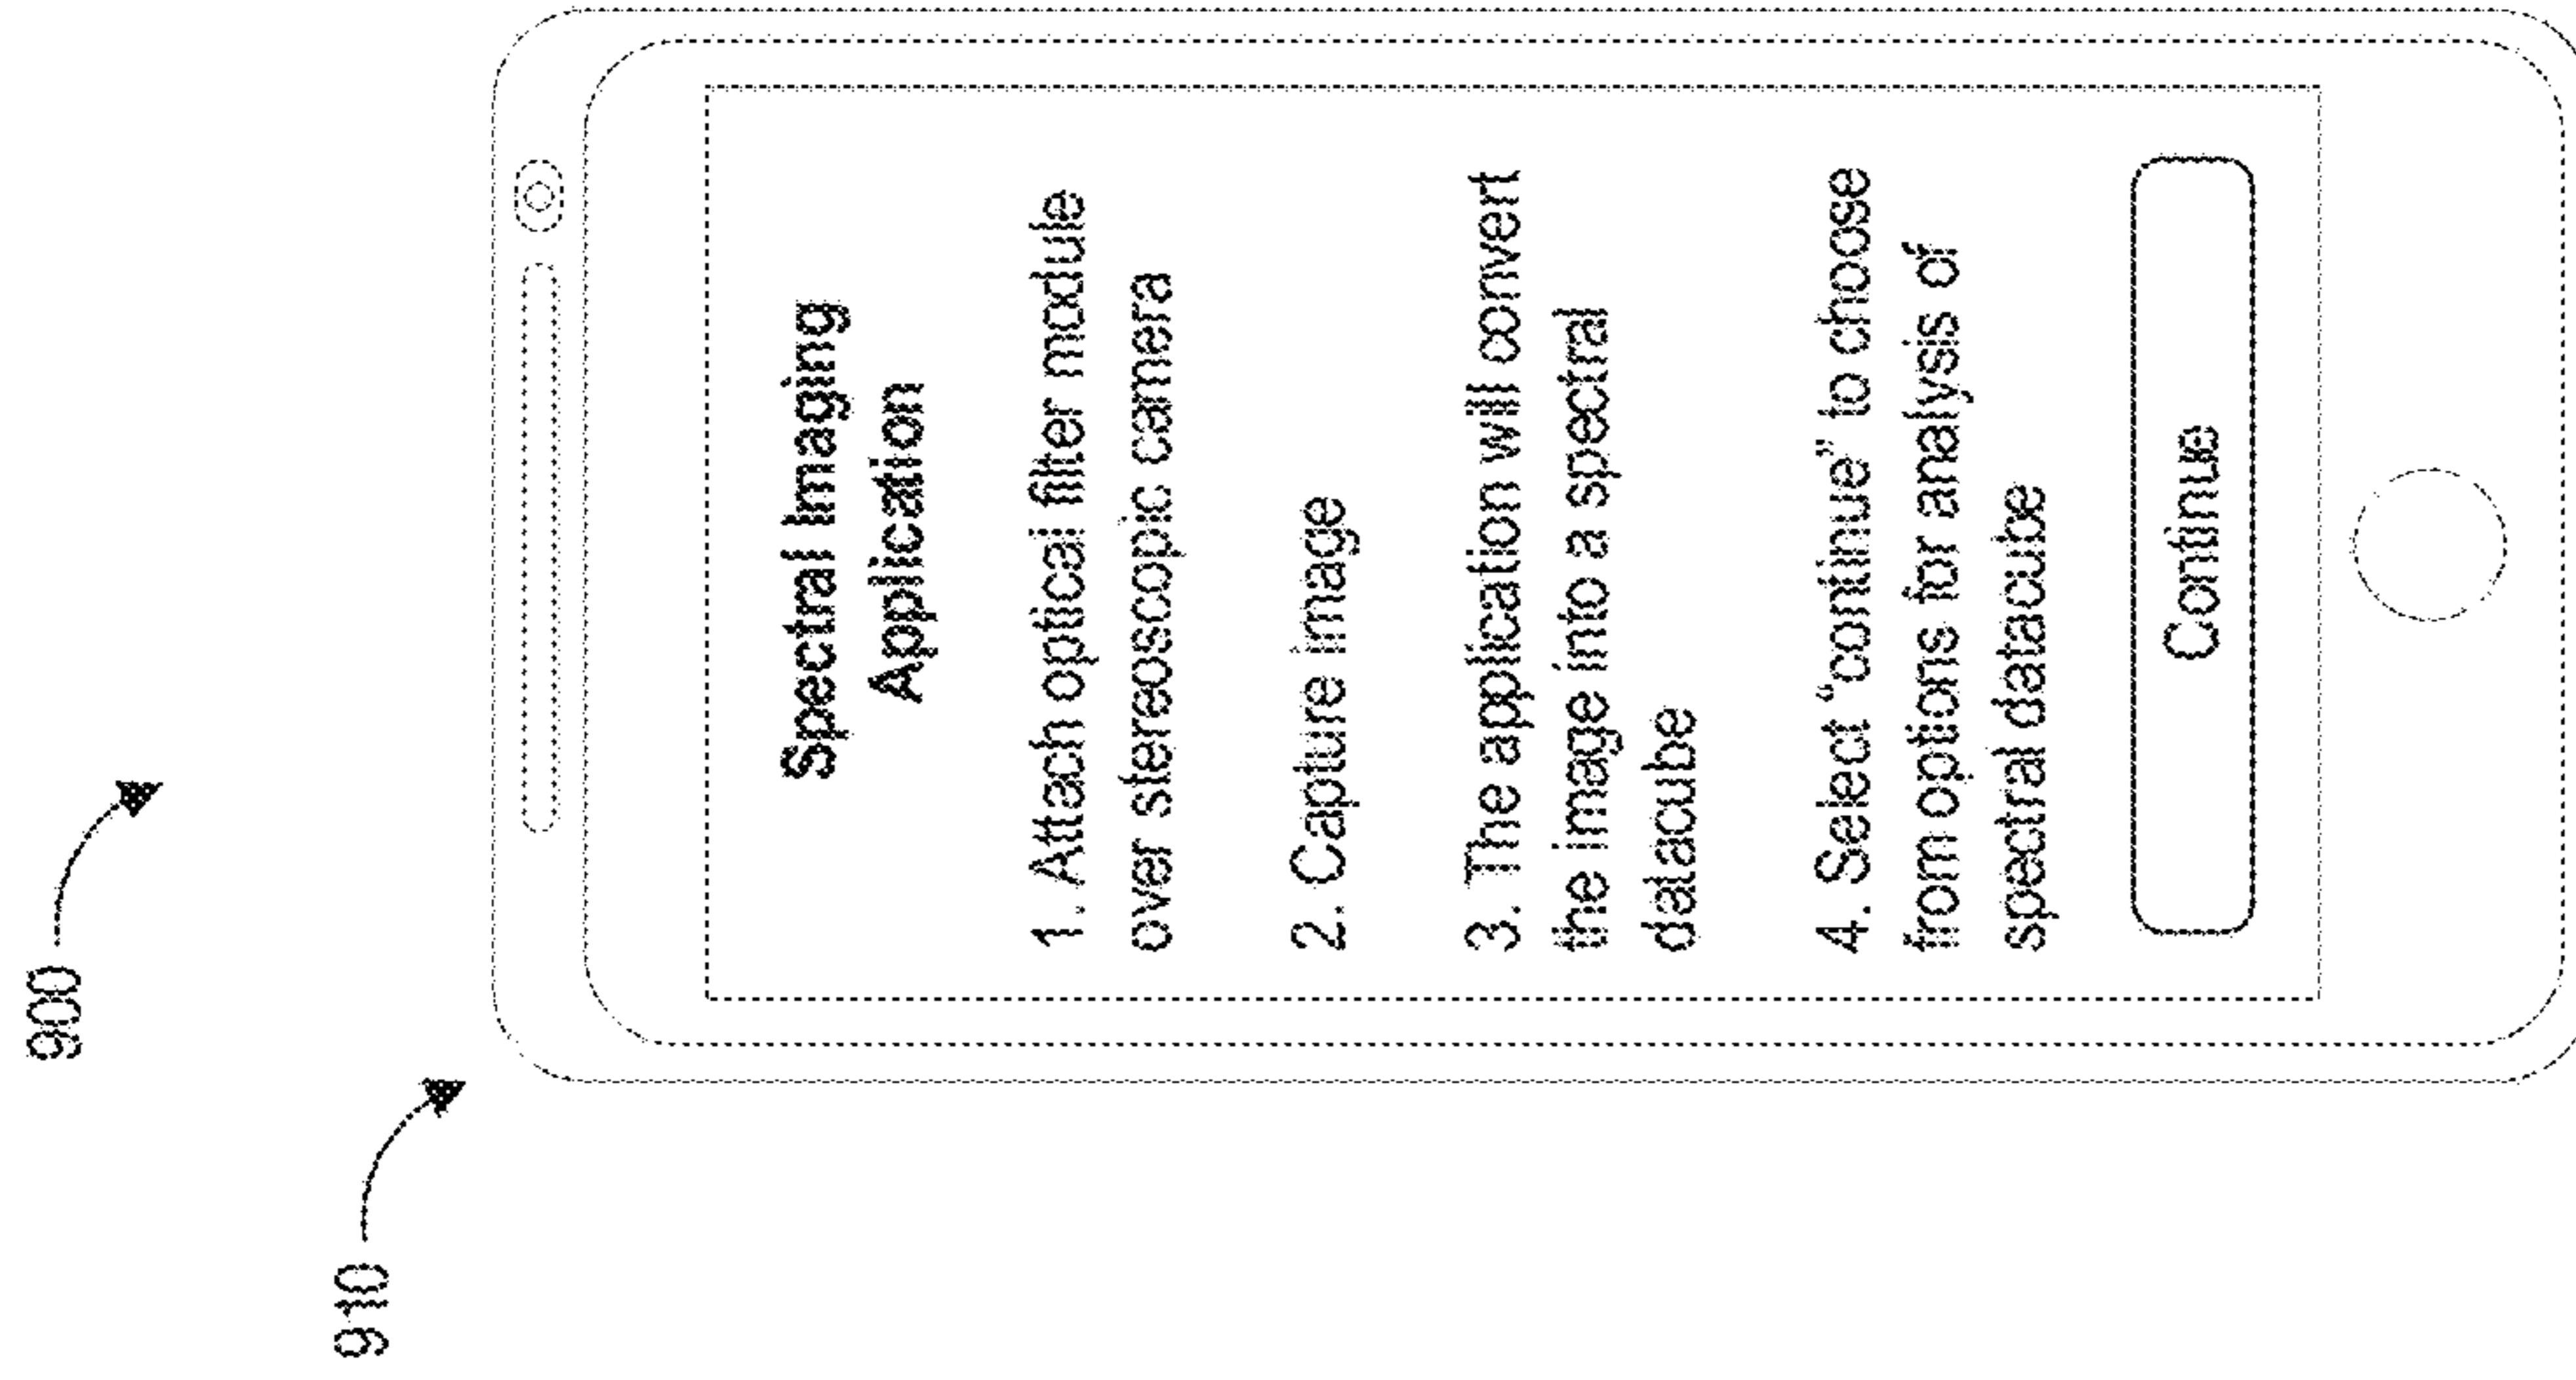 900
910
Spectral Imaging
Application
1. Attach optical filter module
over stereoscopic camera
2. Capture image
3. The application will convert
the image into a spectral
datacube
4. Select “continue” to choose
from options for analysis of
spectral datacube
Continue